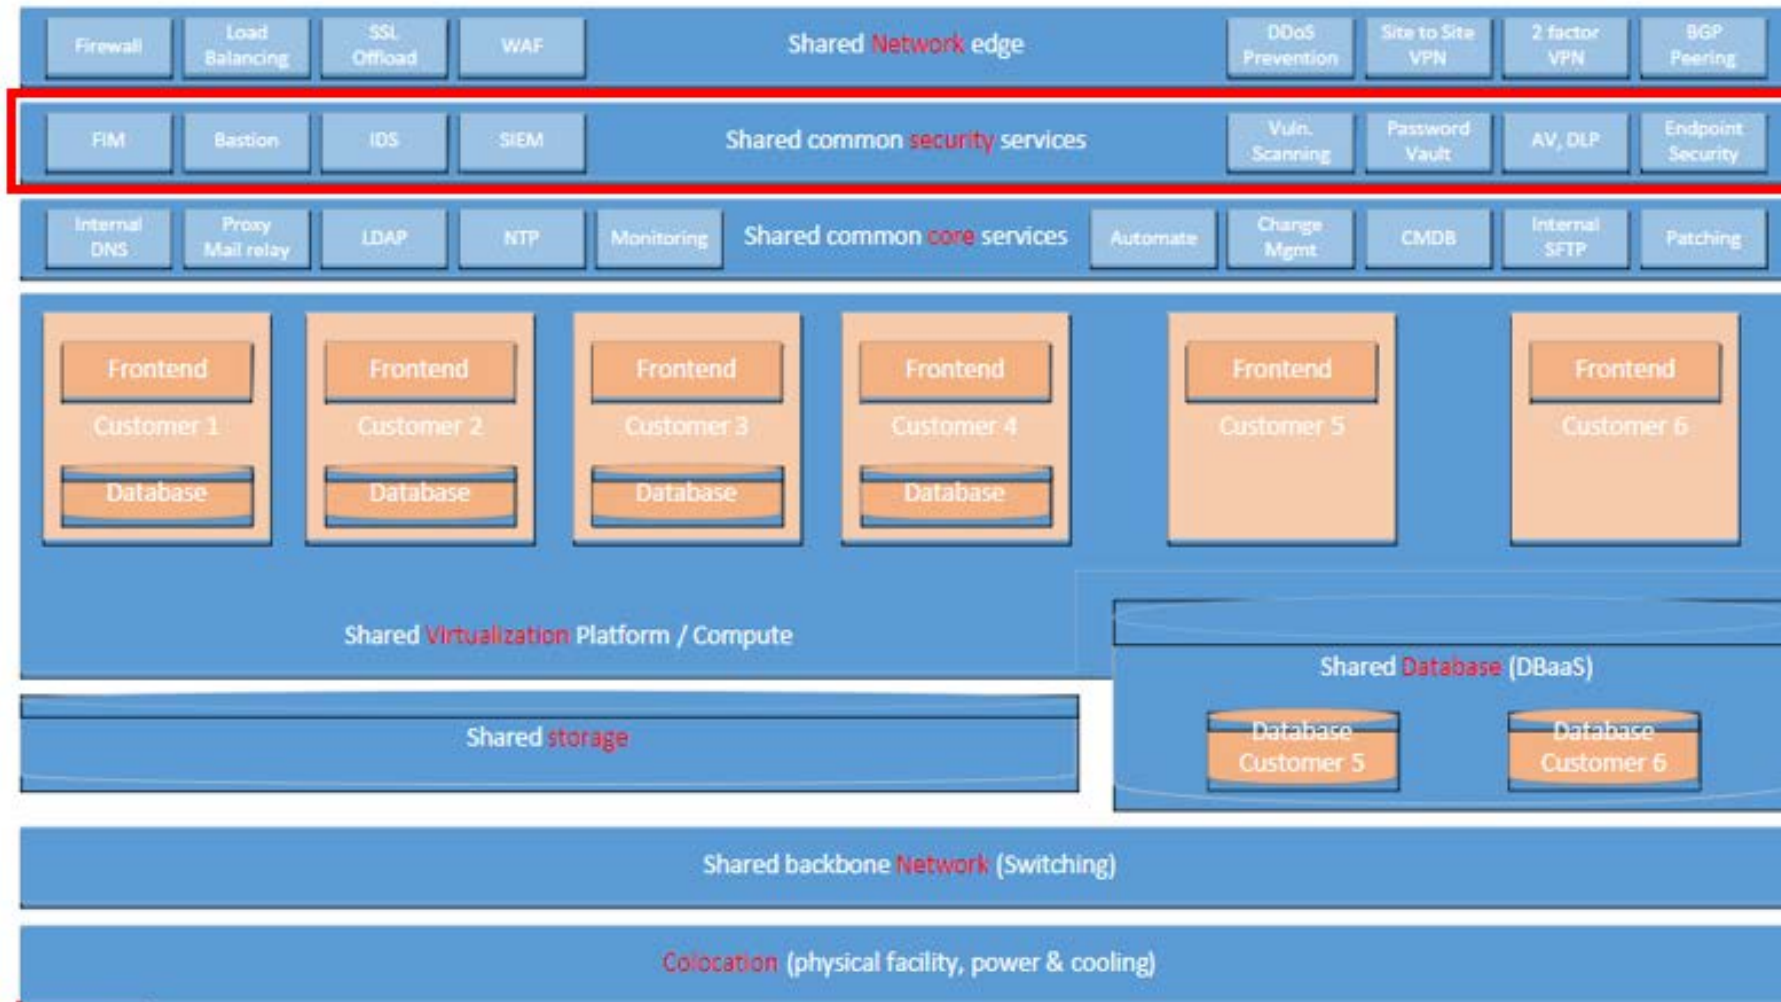 Firewall
Load
Balancing
SSL
Offload
WAF
Shared Network edge
DDoS
Prevention
Site to Site
VPN
2 factor
VPN
BGP
Peering
FIM
Bastion
IDS
SIEM
Shared common security services
Vuln.
Scanning
Password
Vault
AV, DLP
Endpoint
Security
Internal
DNS
Proxy
Mail relay
LDAP
NTP
Monitoring
Shared common core services
Automate
Change
Mgmt
CMDB
Internal
SFTP
Patching
Frontend
Customer 1
Database
Frontend
Customer 2
Database
Frontend
Customer 3
Database
Frontend
Customer 4
Database
Frontend
Customer 5
Frontend
Customer 6
Shared Virtualization Platform / Compute
Shared Database (DBaaS)
Database
Customer 5
Database
Customer 6
Shared storage
Shared backbone Network (Switching)
Colocation (physical facility, power & cooling)